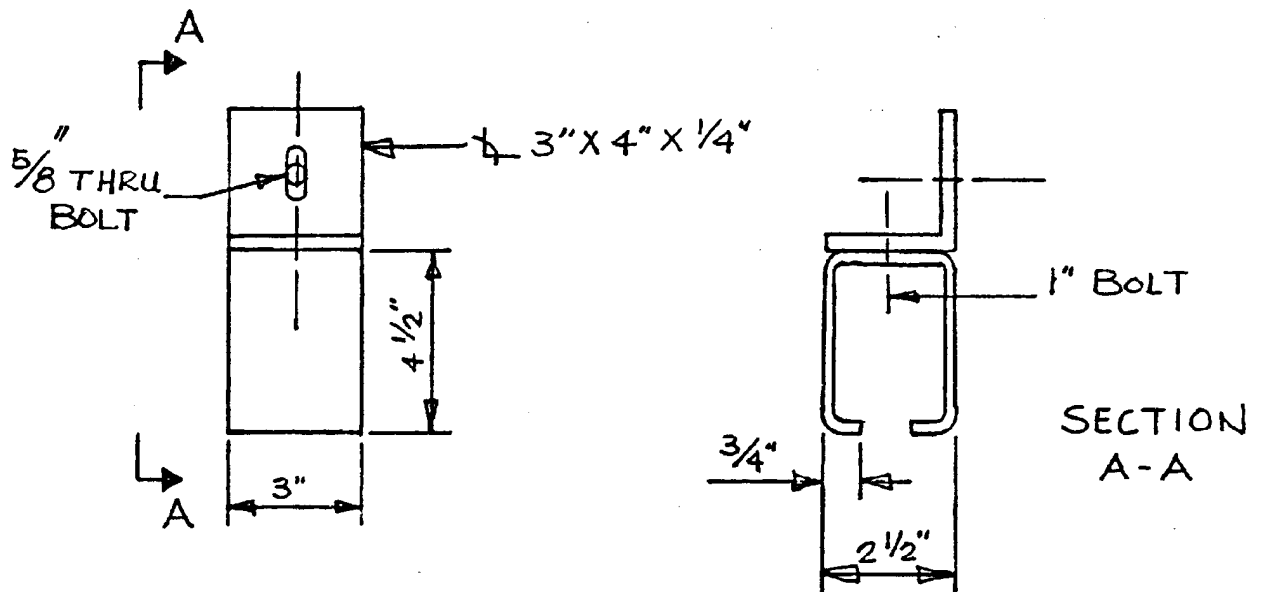 A
5/8" THRU
BOLT
3" X 4" X 1/4"
4 1/2"
3"
A
1" BOLT
SECTION
A-A
3/4"
2 1/2"